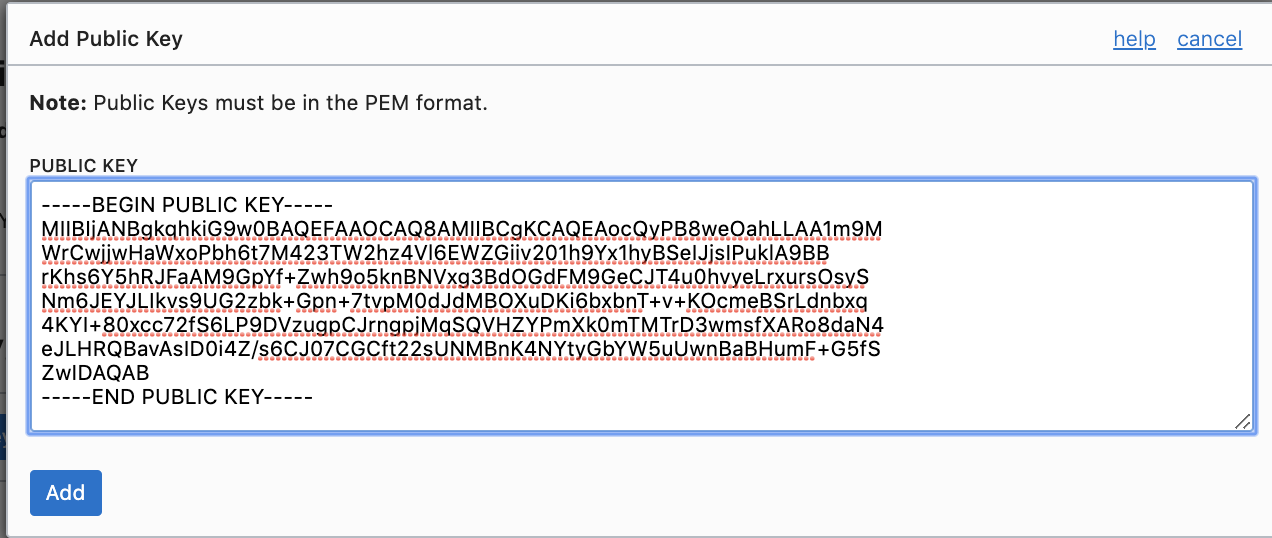 Add Public Key
help cancel
Note: Public Keys must be in the PEM format.
PUBLIC KEY
-----BEGIN PUBLIC KEY-----
MIIBIjANBgkqhkiG9w0BAQEFAAOCAQ8AMIIBCgKCAQEAocQyPB8weOahLLAA1m9M
WrCwjjwHaWxoPbh6t7M423TW2hz4Vl6EWZGiiv201h9Yx1hyBSelJjsIPuklA9BB
rKhs6Y5hRJFaAM9GpYf+Zwh9o5knBNVxg3BdOGdFM9GeCJT4u0hvyeLrxursOsyS
Nm6JEYJLIkvs9UG2zbk+Gpn+7tvpM0dJdMBOXuDKi6bxbnT+v+KOcmeBSrLdnbxq
4KYI+80xcc72fS6LP9DVzugpCJrngpjMqSQVHZYPmXk0mTMTrD3wmsfXARo8daN4
eJLHRQBavAsID0i4Z/s6CJ07CGCft22sUNMBnK4NYtyGbYW5uUwnBaBHumF+G5fS
ZwIDAQAB
-----END PUBLIC KEY-----
Add